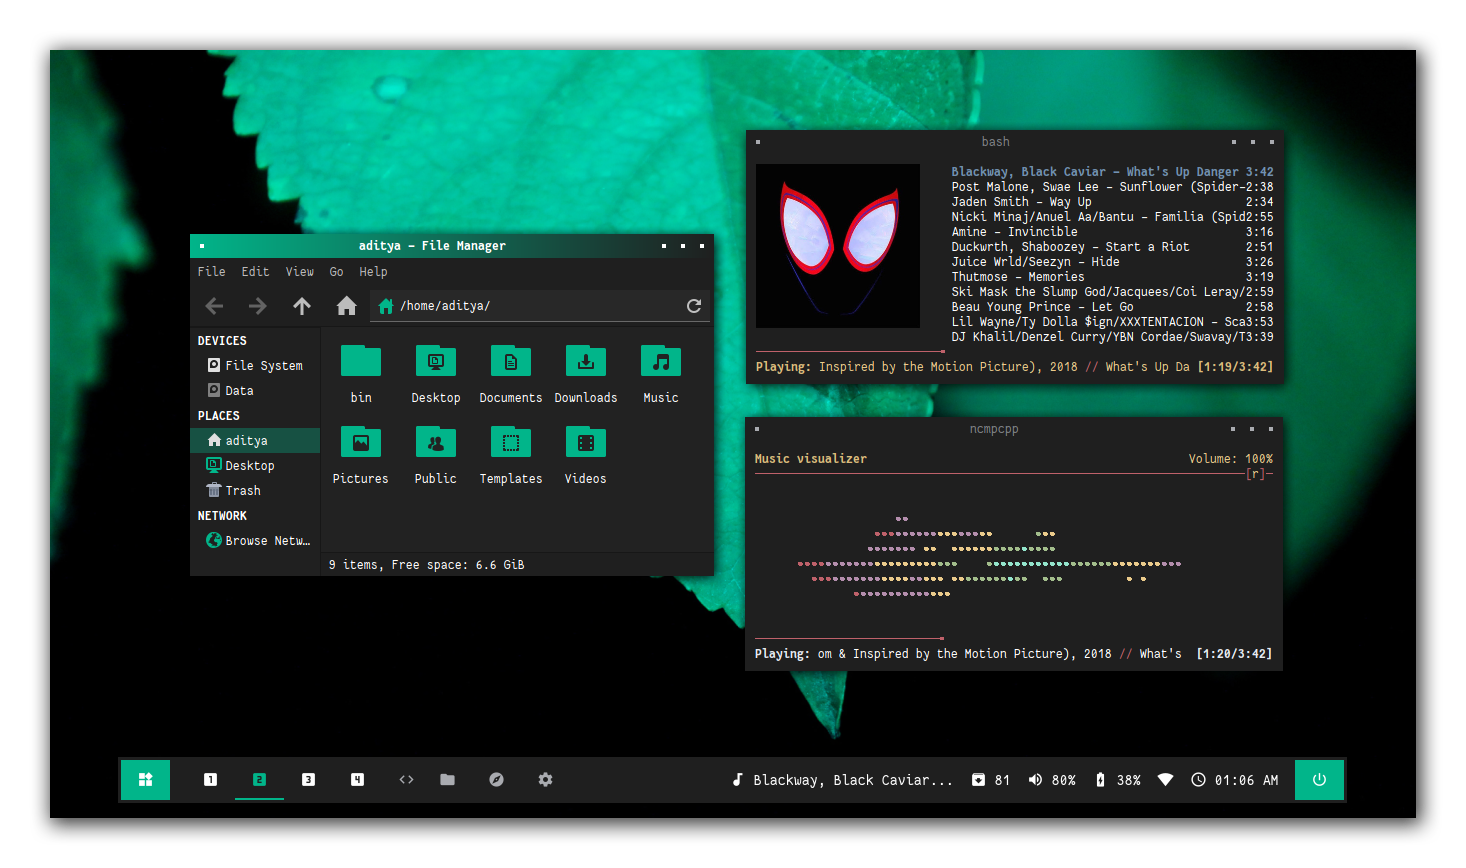 bash
Blackway, Black Caviar - What's Up Danger 3:42
Post Malone, Swae Lee - Sunflower (Spider-2:38
Jaden Smith - Way Up 2:34
Nicki Minaj/Anuel Aa/Bantu - Familia (Spid2:55
Amine - Invincible 3:16
Duckwrth, Shaboozey - Start a Riot 2:51
Juice Wrld/Seezyn - Hide 3:26
Thutmose - Memories 3:19
Ski Mask the Slump God/Jacquees/Coi Leray/2:59
Beau Young Prince - Let Go 2:58
Lil Wayne/Ty Dolla $ign/XXXTENTACION - Sca3:53
DJ Khalil/Denzel Curry/YBN Cordae/Swavay/T3:39
Playing: Inspired by the Motion Picture), 2018 // What's Up Da [1:19/3:42]
aditya - File Manager
File Edit View Go Help
/home/aditya/
DEVICES
File System
Data
PLACES
aditya
Desktop
Trash
NETWORK
Browse Netw…
bin Desktop Documents Downloads Music
Pictures Public Templates Videos
9 items, Free space: 6.6 GiB
ncmpcpp
Music visualizer Volume: 100%
[r]
Playing: om & Inspired by the Motion Picture), 2018 // What's [1:20/3:42]
1 2 3 4 <> Blackway, Black Caviar... 81 80% 38% 01:06 AM